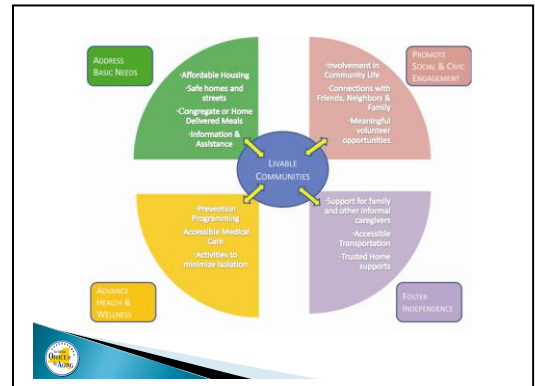 ADDRESS
BASIC NEEDS
·Affordable Housing
·Safe homes and
streets
·Congregate or Home
Delivered Meals
·Information &
Assistance
·Involvement in
Community Life
·Connections with
Friends, Neighbors &
Family
·Meaningful
volunteer
opportunities
PROMOTE
SOCIAL & CIVIC
ENGAGEMENT
LIVABLE
COMMUNITIES
·Prevention
Programming
·Accessible Medical
Care
·Activities to
minimize isolation
ADVANCE
HEALTH &
WELLNESS
·Support for family
and other informal
caregivers
·Accessible
Transportation
·Trusted Home
supports
FOSTER
INDEPENDENCE
OFFICE
AGING